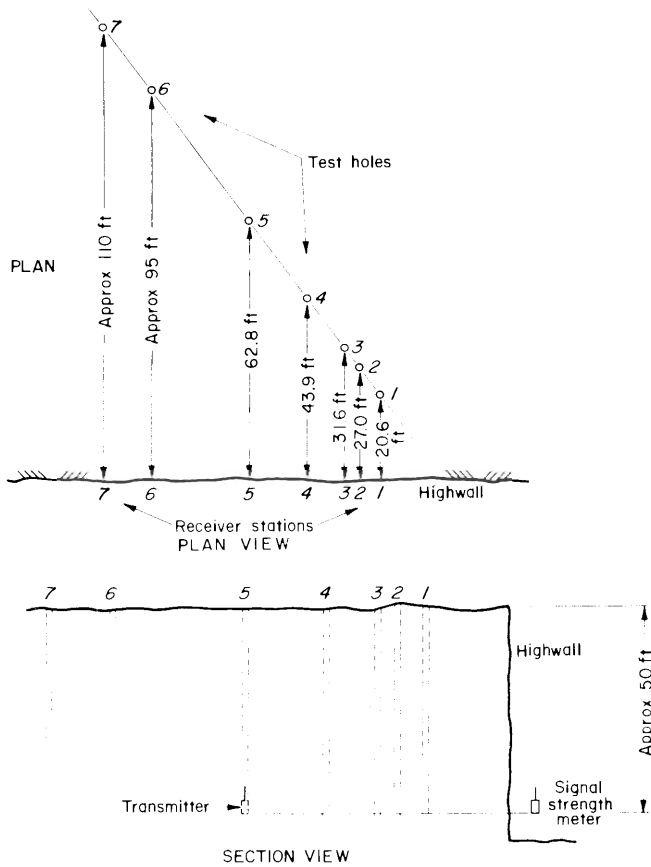 7
6
Test holes
5
PLAN
Approx 110 ft
Approx 95 ft
62.8 ft
4
43.9 ft
3
31.6 ft
2
27.0 ft
1
20.6 ft
7 6 5 4 3 2 1 Highwall
Receiver stations
PLAN VIEW
7 6 5 4 3 2 1
Highwall
Approx 50 ft
Transmitter
Signal
strength
meter
SECTION VIEW